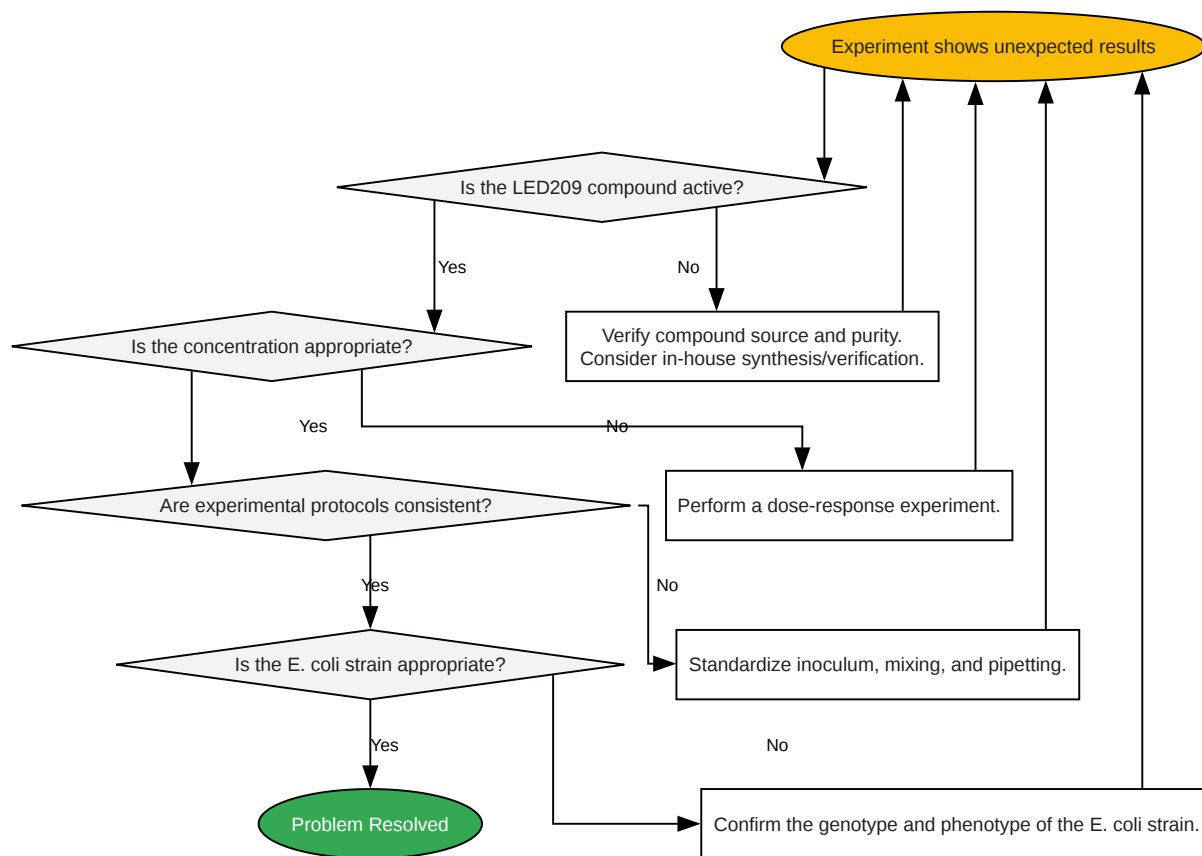 Experiment shows unexpected results
Is the LED209 compound active?
Yes
No
Is the concentration appropriate?
Verify compound source and purity.
Consider in-house synthesis/verification.
Yes
No
Are experimental protocols consistent?
Perform a dose-response experiment.
Yes
No
Is the E. coli strain appropriate?
Standardize inoculum, mixing, and pipetting.
Yes
No
Problem Resolved
Confirm the genotype and phenotype of the E. coli strain.